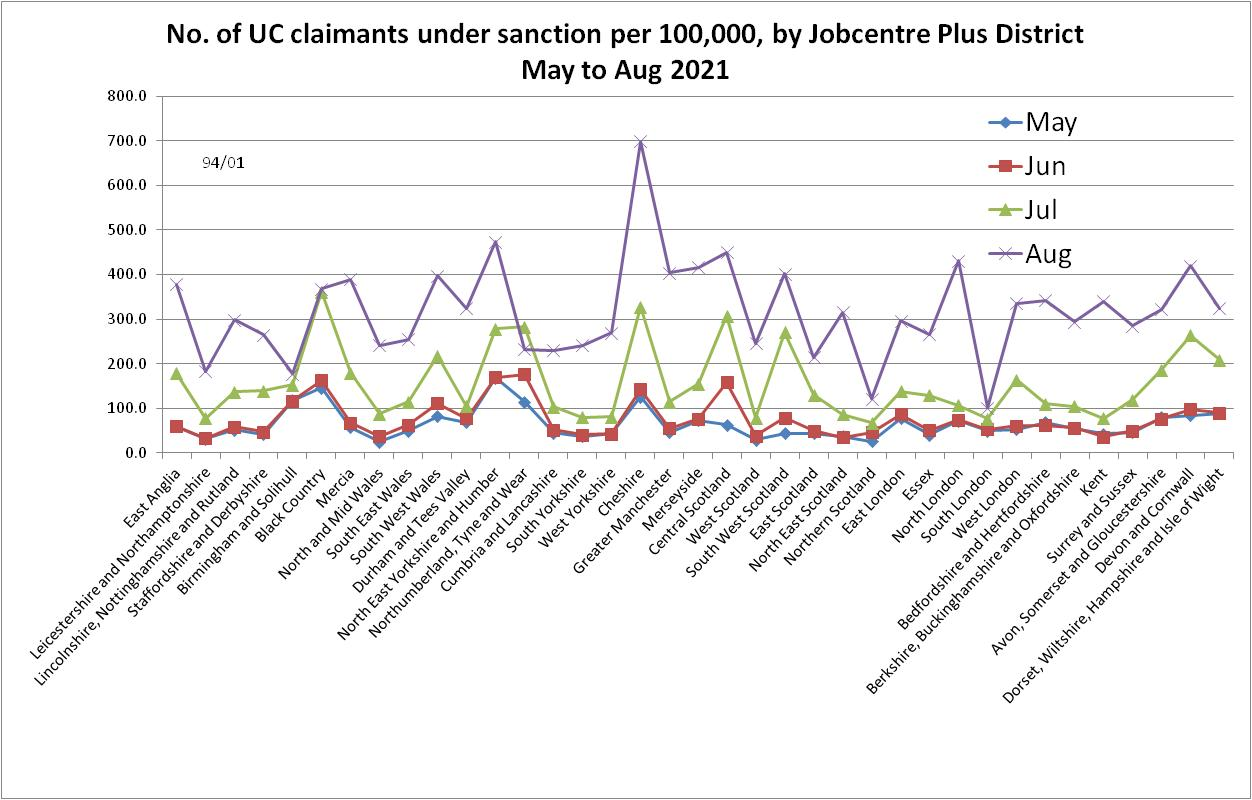 No. of UC claimants under sanction per 100,000, by Jobcentre Plus District
May to Aug 2021
800.0
700.0
600.0
500.0
400.0
300.0
200.0
100.0
0.0
94/01
May
Jun
Jul
Aug
East Anglia
Leicestershire and Northamptonshire
Lincolnshire, Nottinghamshire and Rutland
Staffordshire and Derbyshire
Birmingham and Solihull
Black Country
Mercia
North and Mid Wales
South East Wales
South West Wales
Durham and Tees Valley
North East Yorkshire and Humber
Northumberland, Tyne and Wear
Cumbria and Lancashire
South Yorkshire
West Yorkshire
Cheshire
Greater Manchester
Merseyside
Central Scotland
West Scotland
South West Scotland
East Scotland
North East Scotland
Northern Scotland
East London
Essex
North London
South London
West London
Bedfordshire and Hertfordshire
Berkshire, Buckinghamshire and Oxfordshire
Kent
Surrey and Sussex
Avon, Somerset and Gloucestershire
Devon and Cornwall
Dorset, Wiltshire, Hampshire and Isle of Wight